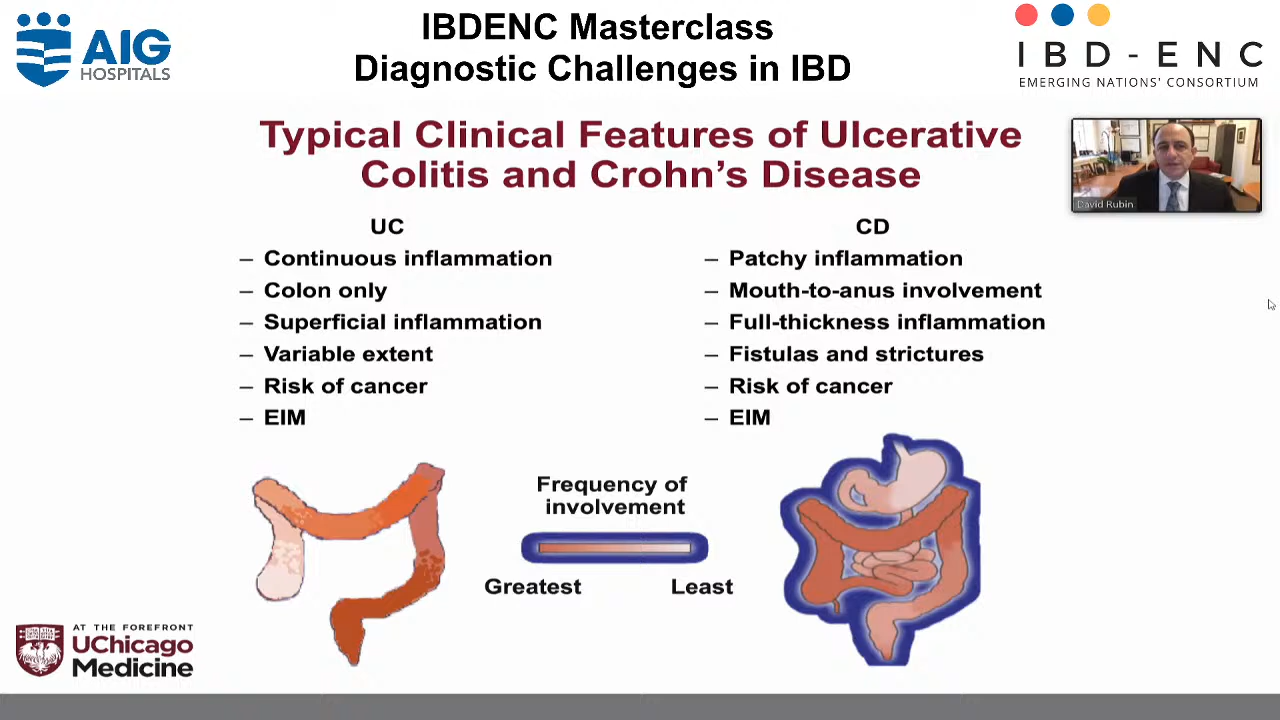 AIG
HOSPITALS
IBDENC Masterclass
Diagnostic Challenges in IBD
IBD-ENC
EMERGING NATIONS' CONSORTIUM
Typical Clinical Features of Ulcerative
Colitis and Crohn’s Disease
David Rubin
UC
– Continuous inflammation
– Colon only
– Superficial inflammation
– Variable extent
– Risk of cancer
– EIM
CD
– Patchy inflammation
– Mouth-to-anus involvement
– Full-thickness inflammation
– Fistulas and strictures
– Risk of cancer
– EIM
Frequency of
involvement
Greatest
Least
AT THE FOREFRONT
UChicago
Medicine